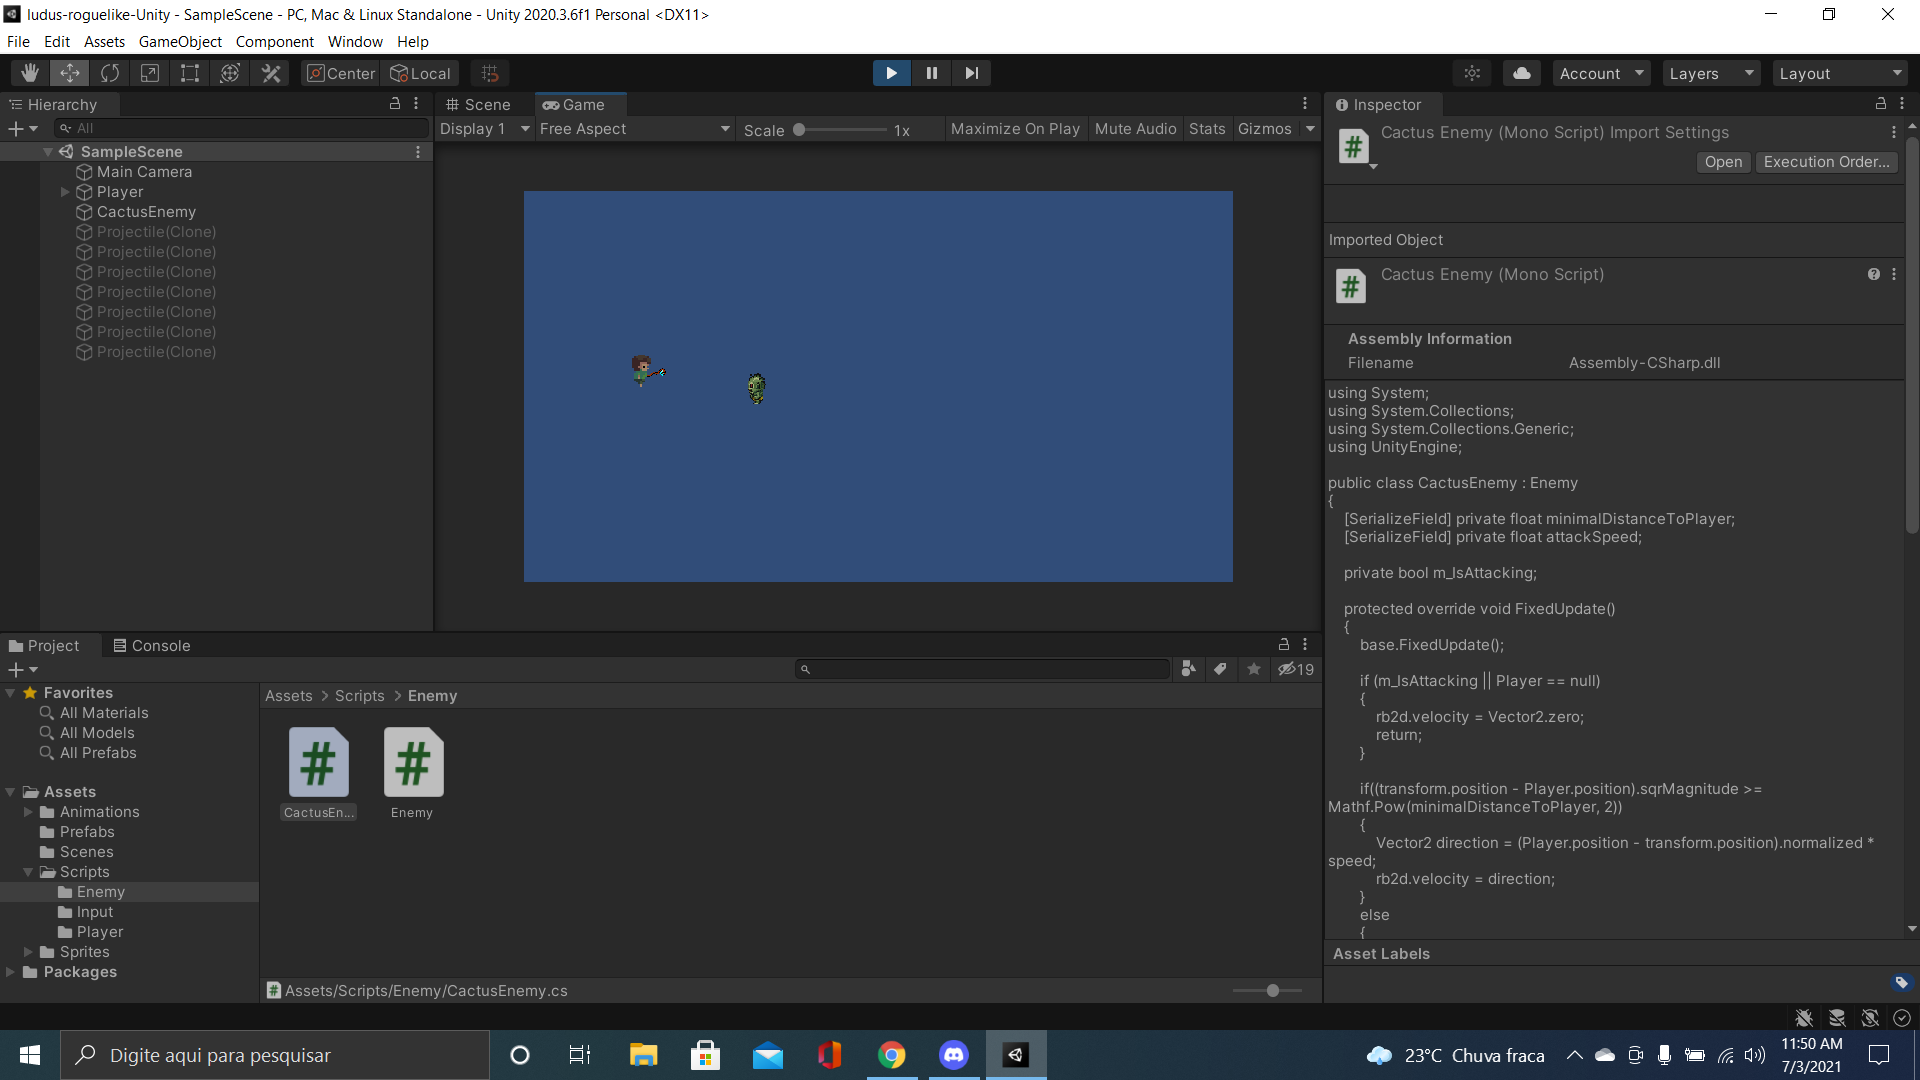 ludus-roguelike-Unity - SampleScene - PC, Mac & Linux Standalone - Unity 2020.3.6f1 Personal <DX11>
File Edit Assets GameObject Component Window Help
Center Local Account Layers Layout
Hierarchy
All
SampleScene
Main Camera
Player
CactusEnemy
Projectile(Clone)
Projectile(Clone)
Projectile(Clone)
Projectile(Clone)
Projectile(Clone)
Projectile(Clone)
Projectile(Clone)
Scene Game
Display 1 Free Aspect Scale 1x Maximize On Play Mute Audio Stats Gizmos
Inspector
Cactus Enemy (Mono Script) Import Settings
Open Execution Order...
Imported Object
Cactus Enemy (Mono Script)
Assembly Information
Filename Assembly-CSharp.dll
using System;
using System.Collections;
using System.Collections.Generic;
using UnityEngine;
public class CactusEnemy : Enemy
{
[SerializeField] private float minimalDistanceToPlayer;
[SerializeField] private float attackSpeed;
private bool m_IsAttacking;
protected override void FixedUpdate()
{
base.FixedUpdate();
if (m_IsAttacking || Player == null)
{
rb2d.velocity = Vector2.zero;
return;
}
if((transform.position - Player.position).sqrMagnitude >=
Mathf.Pow(minimalDistanceToPlayer, 2))
{
Vector2 direction = (Player.position - transform.position).normalized *
speed;
rb2d.velocity = direction;
}
else
{
Asset Labels
Project Console
19
Favorites
All Materials
All Models
All Prefabs
Assets
Animations
Prefabs
Scenes
Scripts
Enemy
Input
Player
Sprites
Packages
Assets > Scripts > Enemy
CactusEn... Enemy
Assets/Scripts/Enemy/CactusEnemy.cs
Digite aqui para pesquisar
23°C Chuva fraca
11:50 AM
7/3/2021